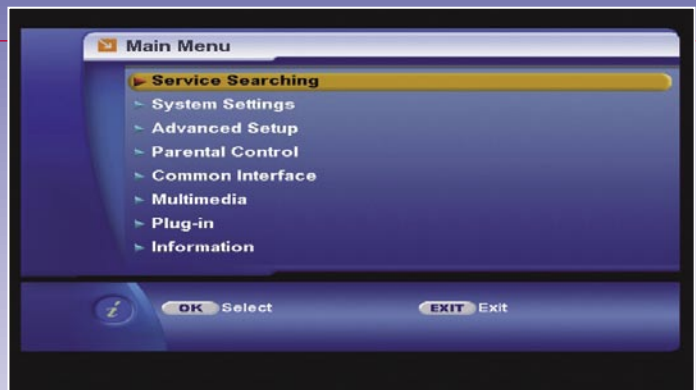 Main Menu
Service Searching
System Settings
Advanced Setup
Parental Control
Common Interface
Multimedia
Plug-in
Information
i OK Select EXIT Exit